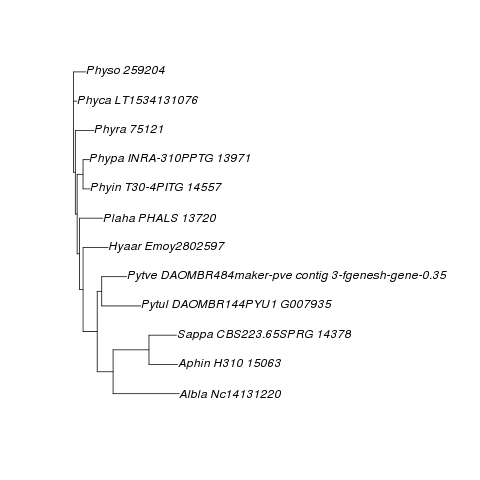 Physo 259204
Phyca LT1534131076
Phyra 75121
Phypa INRA-310PPTG 13971
Phyin T30-4PITG 14557
Plaha PHALS 13720
Hyaar Emoy2802597
Pytve DAOMBR484maker-pve contig 3-fgenesh-gene-0.35
Pytul DAOMBR144PYU1 G007935
Sappa CBS223.65SPRG 14378
Aphin H310 15063
Albla Nc14131220